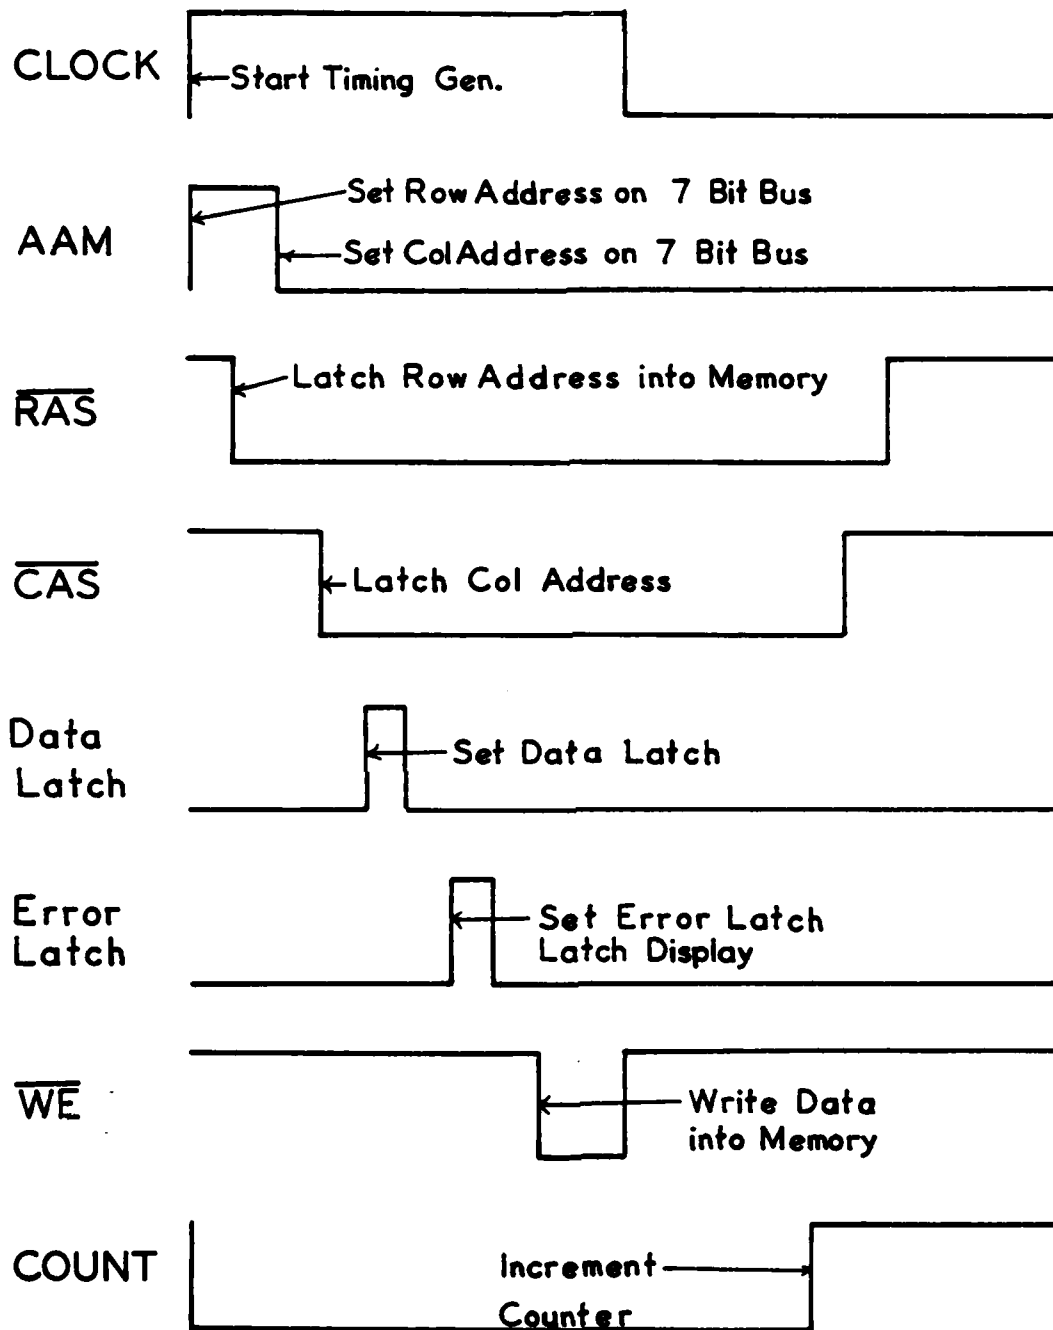 CLOCK
Start Timing Gen.
AAM
Set Row Address on 7 Bit Bus
Set Col Address on 7 Bit Bus
RAS
Latch Row Address into Memory
CAS
Latch Col Address
Data
Latch
Set Data Latch
Error
Latch
Set Error Latch
Latch Display
WE
Write Data
into Memory
COUNT
Increment
Counter